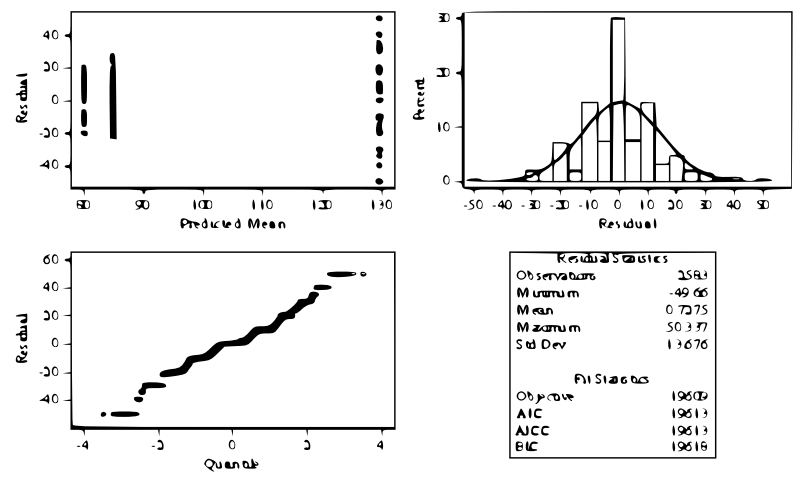 Residual
40
20
0
-20
-40
80 90 100 110 120 130
Predicted Mean
Percent
30
20
10
0
-50 -40 -30 -20 -10 0 10 20 30 40 50
Residual
Residual
60
40
20
0
-20
-40
-4 -2 0 2 4
Quantile
Residual Statistics
Observations 2583
Minimum -49.66
Mean 0.7275
Maximum 50.337
Std Dev 13.676
Fit Statistics
Objective 19609
AIC 19613
AICC 19613
BIC 19618